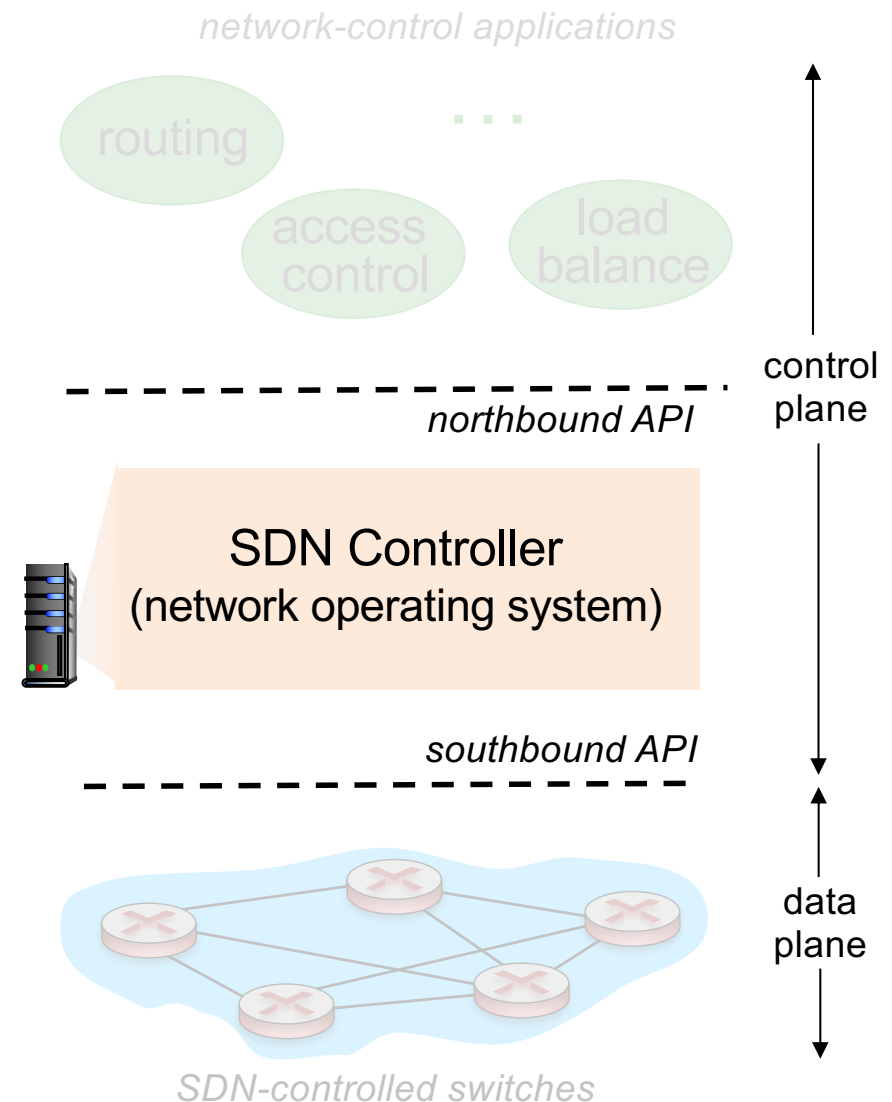 network-control applications
routing
. . .
access
control
load
balance
control
plane
northbound API
SDN Controller
(network operating system)
southbound API
data
plane
SDN-controlled switches